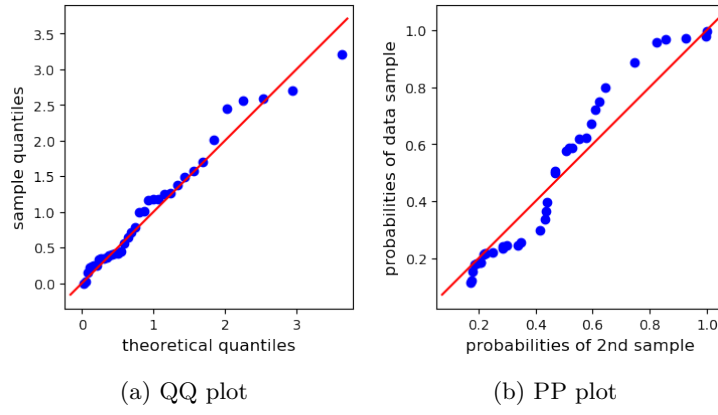 3.5
3.0
2.5
2.0
1.5
1.0
0.5
0.0
sample quantiles
0 1 2 3
theoretical quantiles
(a) QQ plot
1.0
0.8
0.6
0.4
0.2
probabilities of data sample
0.2 0.4 0.6 0.8 1.0
probabilities of 2nd sample
(b) PP plot